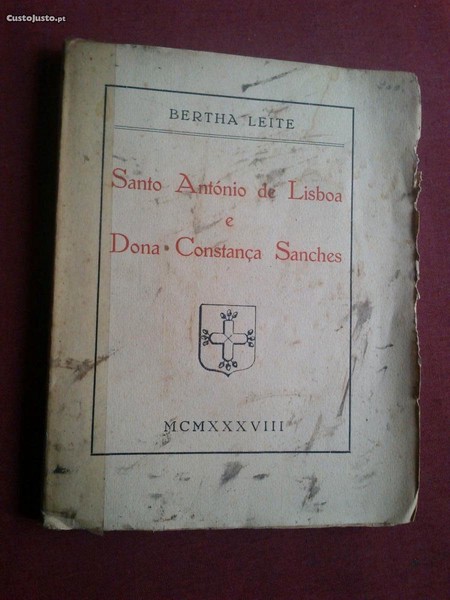 CustoJusto.pt
BERTHA LEITE
Santo António de Lisboa
e
Dona Constança Sanches
MCMXXXVIII